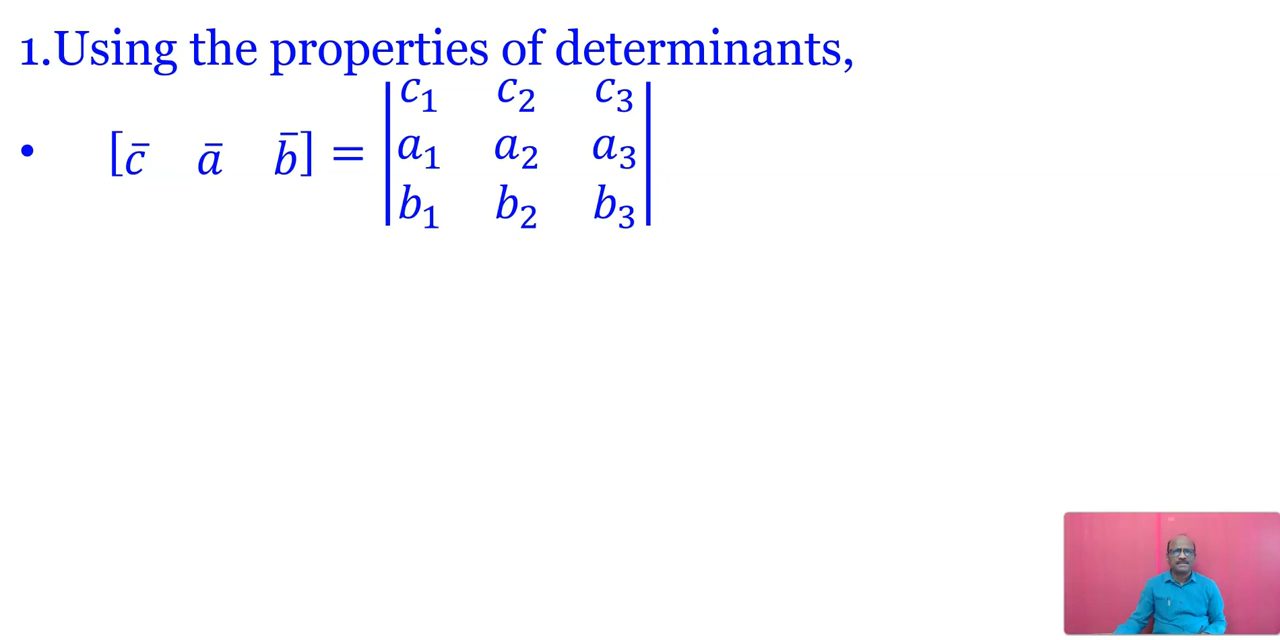 1.Using the properties of determinants,
• [c̄ ā b̄] = |c₁ c₂ c₃|
|a₁ a₂ a₃|
|b₁ b₂ b₃|